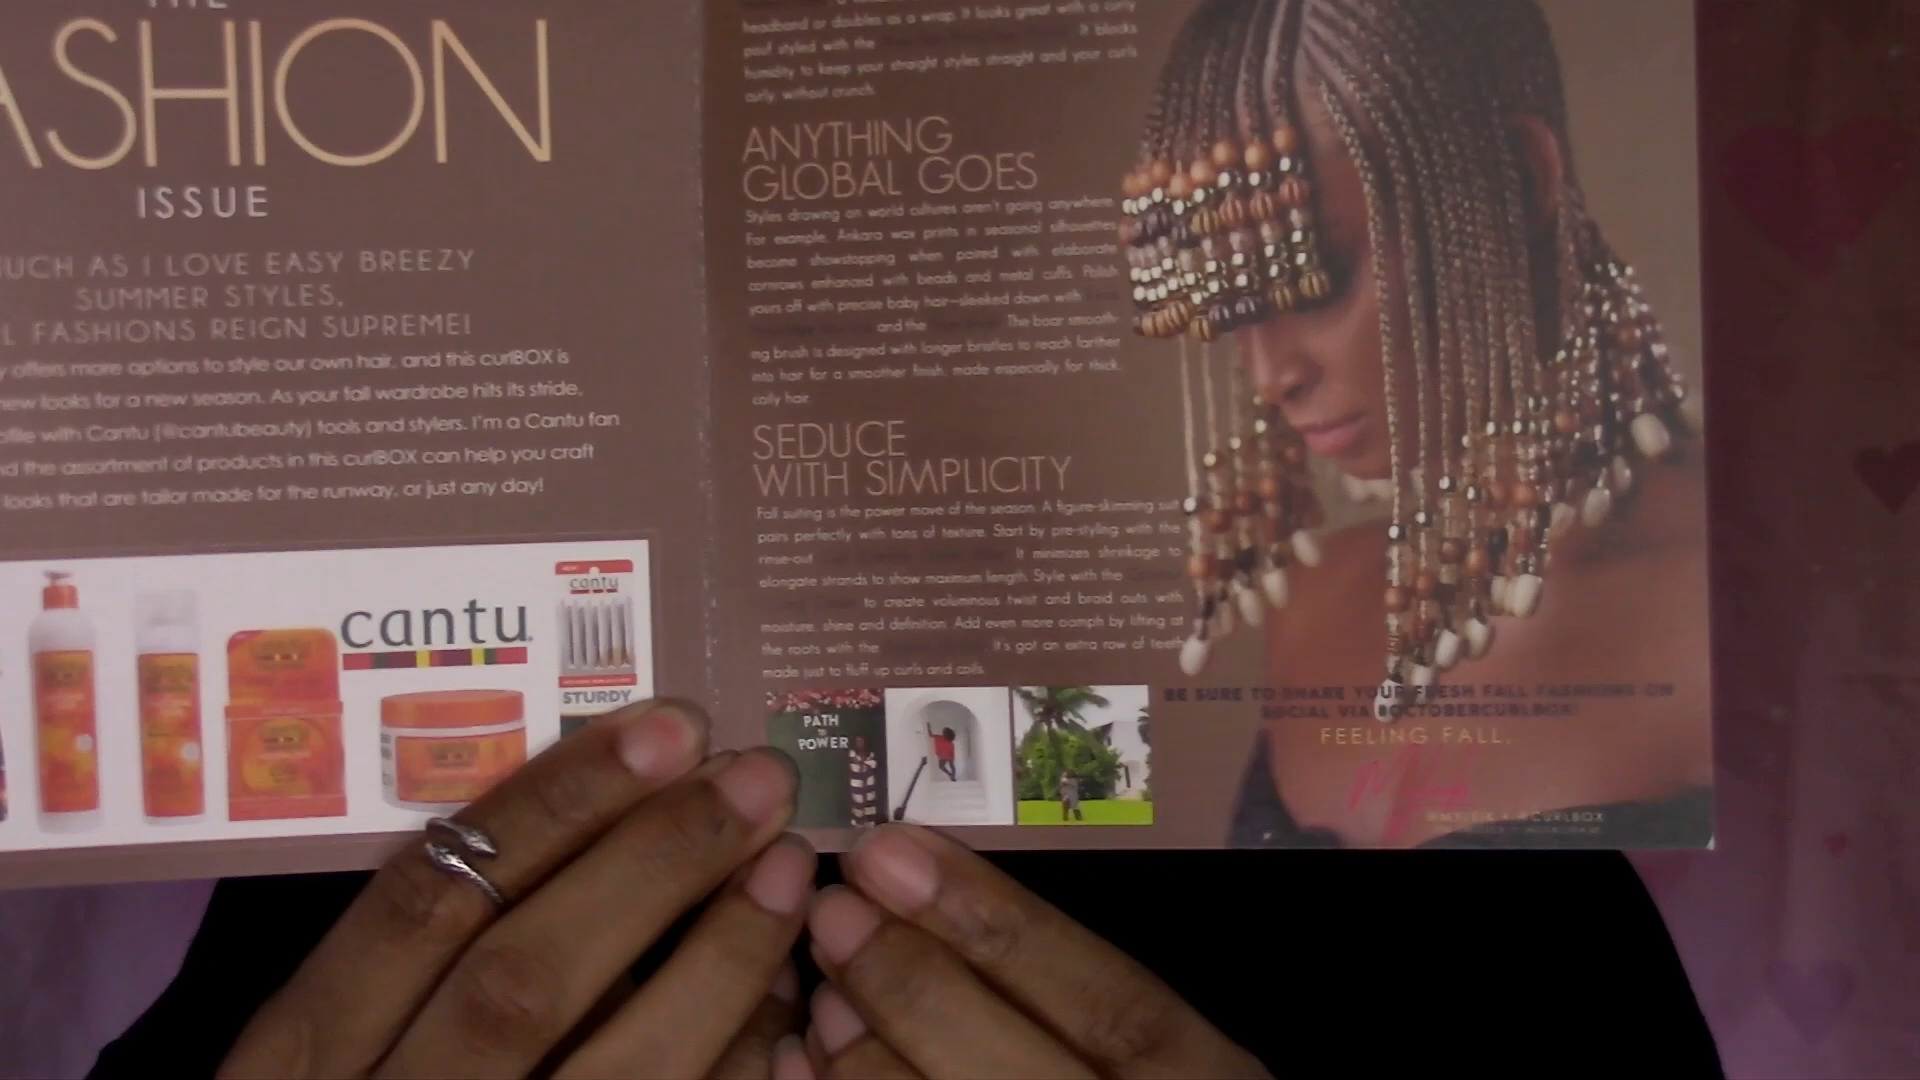 THE
ASHION
ISSUE
UCH AS I LOVE EASY BREEZY
SUMMER STYLES,
L FASHIONS REIGN SUPREME!
y offers more options to style our own hair, and this curlBOX is
new looks for a new season. As your fall wardrobe hits its stride,
ofile with Cantu (@cantubeauty) tools and stylers. I'm a Cantu fan
nd the assortment of products in this curlBOX can help you craft
looks that are tailor made for the runway, or just any day!
cantu
cantu
STURDY
headband or doubles as a wrap. It looks great with a curly
pouf styled with the It blocks
humidity to keep your straight styles straight and your curls
curly, without crunch.
ANYTHING
GLOBAL GOES
Styles drawing on world cultures aren't going anywhere.
For example, Ankara wax prints in seasonal silhouettes
become showstopping when paired with elaborate
cornrows enhanced with beads and metal cuffs. Polish
yours off with precise baby hair—sleeked down with
and the The boar smooth-
ing brush is designed with longer bristles to reach farther
into hair for a smoother finish, made especially for thick,
coily hair.
SEDUCE
WITH SIMPLICITY
Fall suiting is the power move of the season. A figure-skimming suit
pairs perfectly with tons of texture. Start by pre-styling with the
rinse-out It minimizes shrinkage to
elongate strands to show maximum length. Style with the
to create voluminous twist and braid outs with
moisture, shine and definition. Add even more oomph by lifting at
the roots with the It's got an extra row of teeth
made just to fluff up curls and coils.
PATH
to
POWER
BE SURE TO SHARE YOUR FRESH FALL FASHIONS ON
SOCIAL VIA #OCTOBERCURLBOX!
FEELING FALL,
@MYLEIK • @CURLBOX